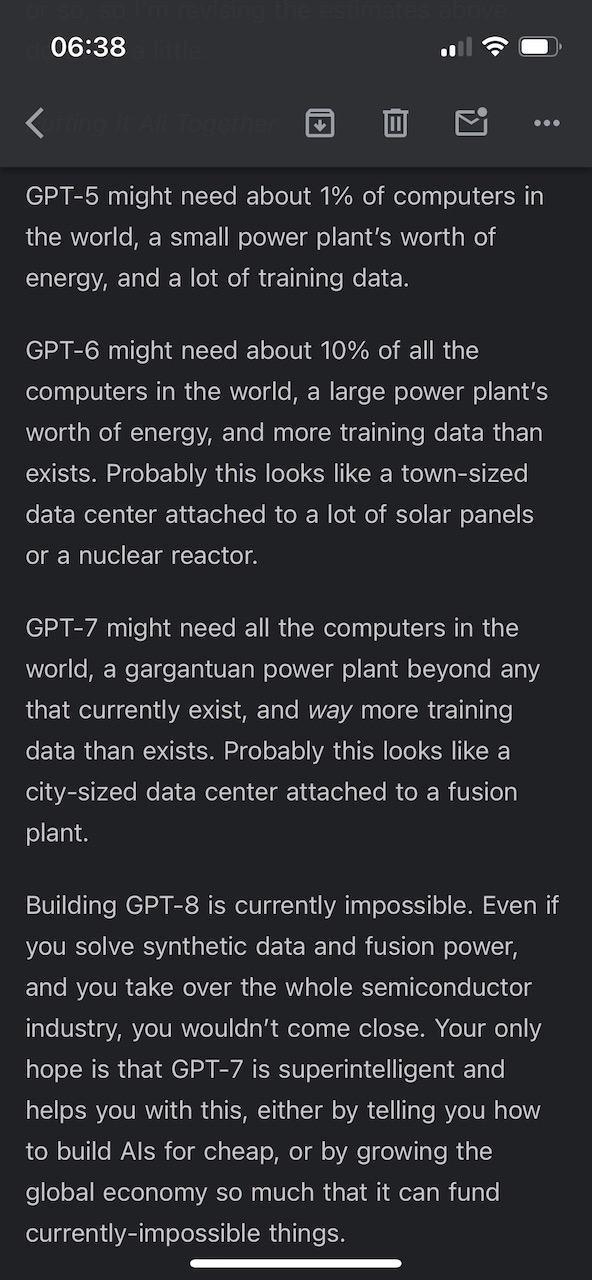 or so, so I'm revising the estimates above
a little.
06:38
Putting It All Together
GPT-5 might need about 1% of computers in
the world, a small power plant’s worth of
energy, and a lot of training data.
GPT-6 might need about 10% of all the
computers in the world, a large power plant’s
worth of energy, and more training data than
exists. Probably this looks like a town-sized
data center attached to a lot of solar panels
or a nuclear reactor.
GPT-7 might need all the computers in the
world, a gargantuan power plant beyond any
that currently exist, and way more training
data than exists. Probably this looks like a
city-sized data center attached to a fusion
plant.
Building GPT-8 is currently impossible. Even if
you solve synthetic data and fusion power,
and you take over the whole semiconductor
industry, you wouldn’t come close. Your only
hope is that GPT-7 is superintelligent and
helps you with this, either by telling you how
to build AIs for cheap, or by growing the
global economy so much that it can fund
currently-impossible things.